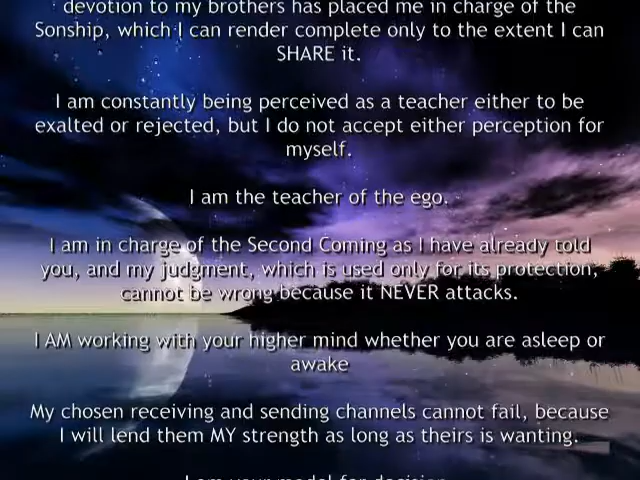 devotion to my brothers has placed me in charge of the
Sonship, which I can render complete only to the extent I can
SHARE it.
I am constantly being perceived as a teacher either to be
exalted or rejected, but I do not accept either perception for
myself.
I am the teacher of the ego.
I am in charge of the Second Coming as I have already told
you, and my judgment, which is used only for its protection,
cannot be wrong because it NEVER attacks.
I AM working with your higher mind whether you are asleep or
awake
My chosen receiving and sending channels cannot fail, because
I will lend them MY strength as long as theirs is wanting.
I am your model for decision